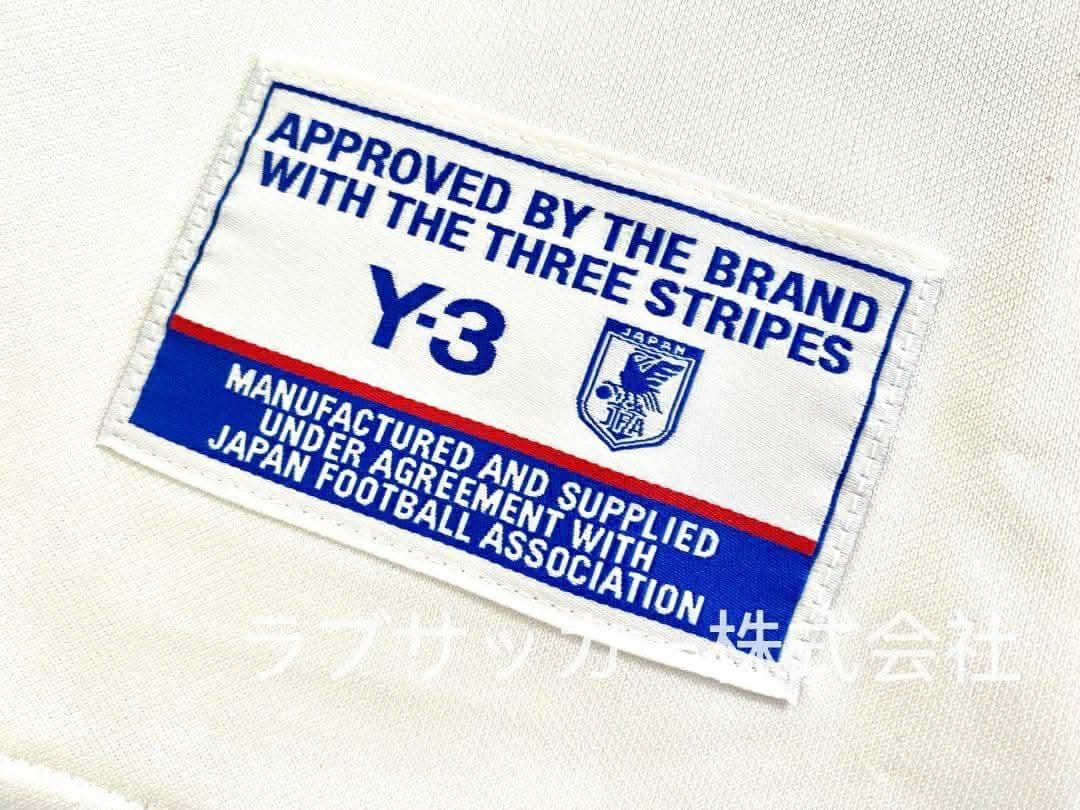 APPROVED BY THE BRAND
WITH THE THREE STRIPES
Y-3
JAPAN
JFA
MANUFACTURED AND SUPPLIED
UNDER AGREEMENT WITH
JAPAN FOOTBALL ASSOCIATION
ラブサッカー株式会社